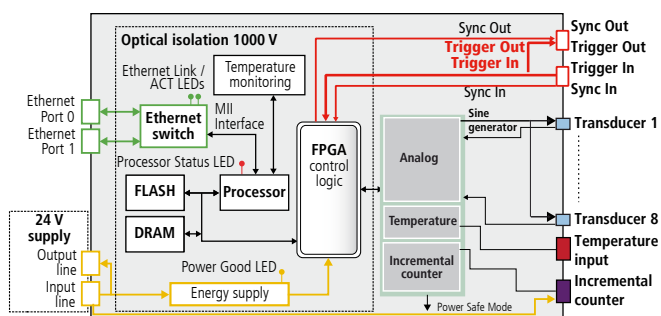 Optical isolation 1000 V
Sync Out
Trigger Out
Trigger In
Sync In
Sync Out
Trigger Out
Trigger In
Sync In
Ethernet Link /
ACT LEDs
Temperature
monitoring
Ethernet
Port 0
Ethernet
Port 1
Ethernet
switch
MII
Interface
FPGA
control
logic
Sine
generator
Transducer 1
Analog
Processor Status LED
FLASH
Processor
DRAM
Transducer 8
Temperature
Temperature
input
24 V
supply
Output
line
Input
line
Power Good LED
Energy supply
Incremental
counter
Incremental
counter
Power Safe Mode